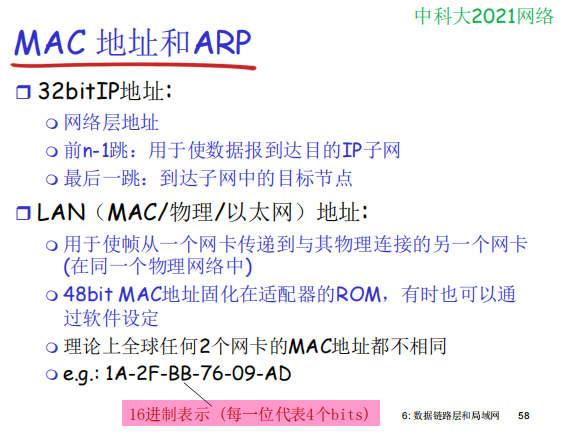 中科大2021网络
MAC 地址和ARP
32bitIP地址:
网络层地址
前n-1跳：用于使数据报到达目的IP子网
最后一跳：到达子网中的目标节点
LAN（MAC/物理/以太网）地址:
用于使帧从一个网卡传递到与其物理连接的另一个网卡
(在同一个物理网络中)
48bit MAC地址固化在适配器的ROM，有时也可以通
过软件设定
理论上全球任何2个网卡的MAC地址都不相同
e.g.: 1A-2F-BB-76-09-AD
16进制表示 (每一位代表4个bits)
6: 数据链路层和局域网 58